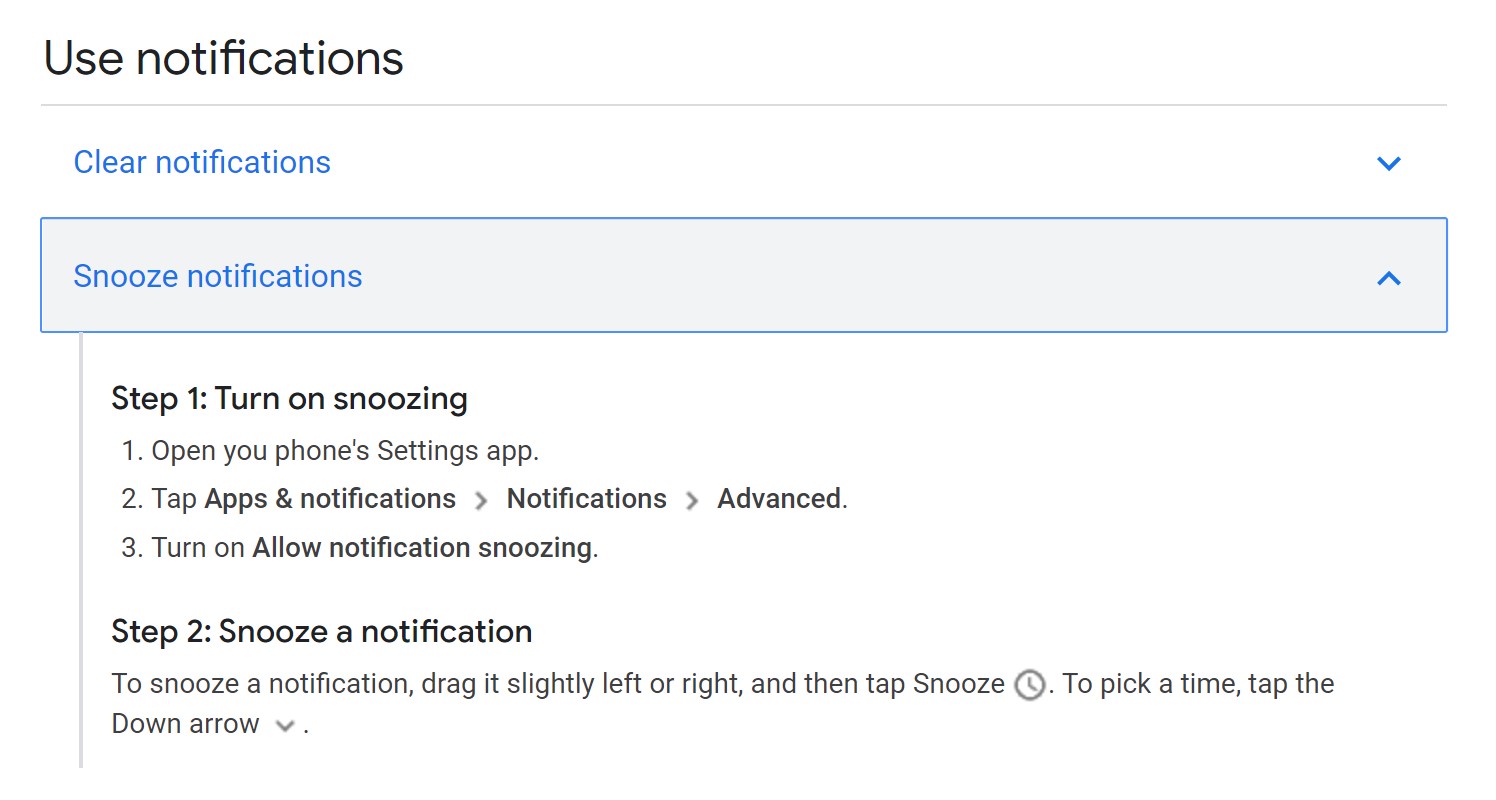 Use notifications
Clear notifications
Snooze notifications
Step 1: Turn on snoozing
1. Open you phone's Settings app.
2. Tap Apps & notifications > Notifications > Advanced.
3. Turn on Allow notification snoozing.
Step 2: Snooze a notification
To snooze a notification, drag it slightly left or right, and then tap Snooze . To pick a time, tap the
Down arrow .